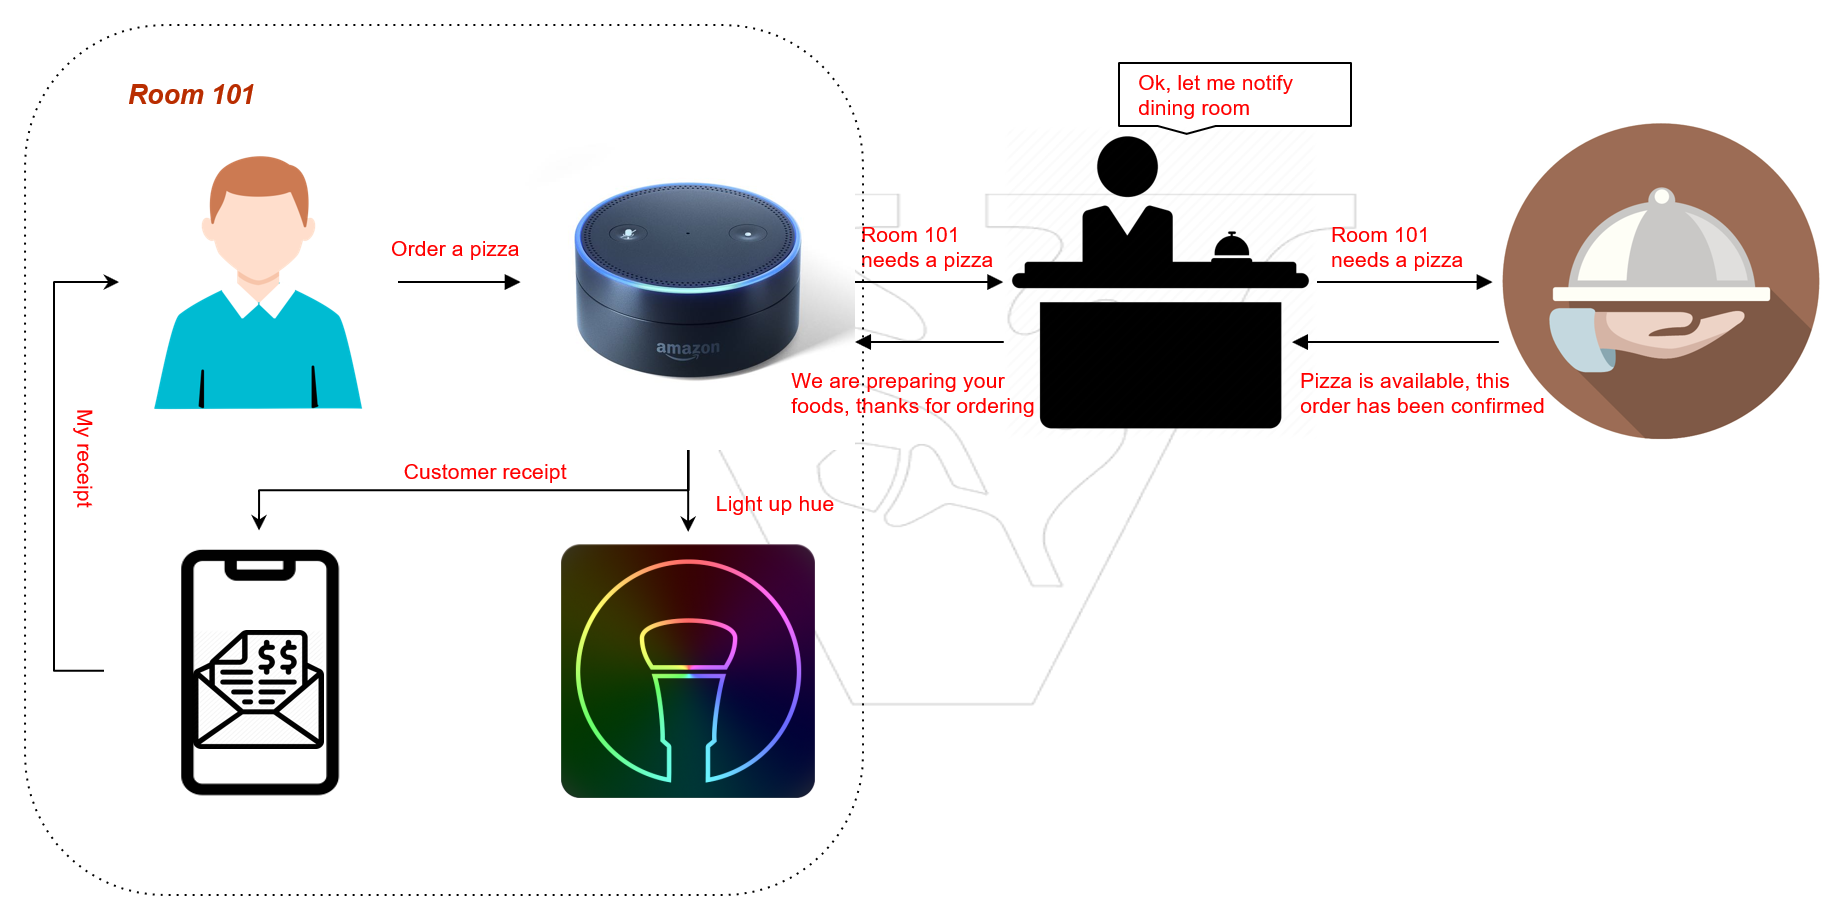 Ok, let me notify
dining room
Room 101
Order a pizza
Room 101
needs a pizza
Room 101
needs a pizza
amazon
We are preparing your
foods, thanks for ordering
Pizza is available, this
order has been confirmed
My receipt
Customer receipt
Light up hue
$$